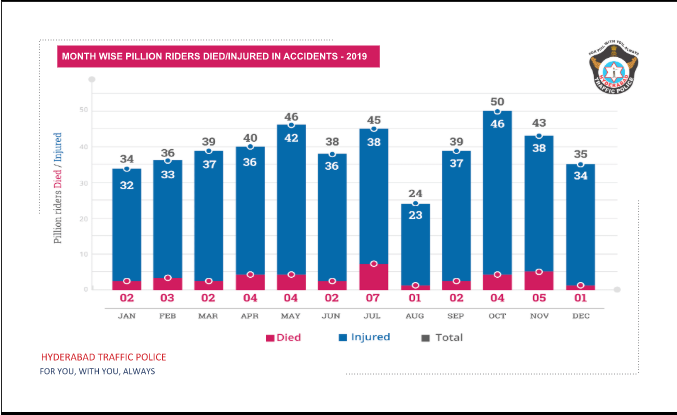 MONTH WISE PILLION RIDERS DIED/INJURED IN ACCIDENTS - 2019
FOR YOU, WITH YOU, ALWAYS
HYDERABAD
TRAFFIC POLICE
Pillion riders Died / Injured
50
40
30
20
10
0
34 36 39 40 46 38 45 24 39 50 43 35
32 33 37 36 42 36 38 23 37 46 38 34
02 03 02 04 04 02 07 01 02 04 05 01
JAN FEB MAR APR MAY JUN JUL AUG SEP OCT NOV DEC
Died Injured Total
HYDERABAD TRAFFIC POLICE
FOR YOU, WITH YOU, ALWAYS